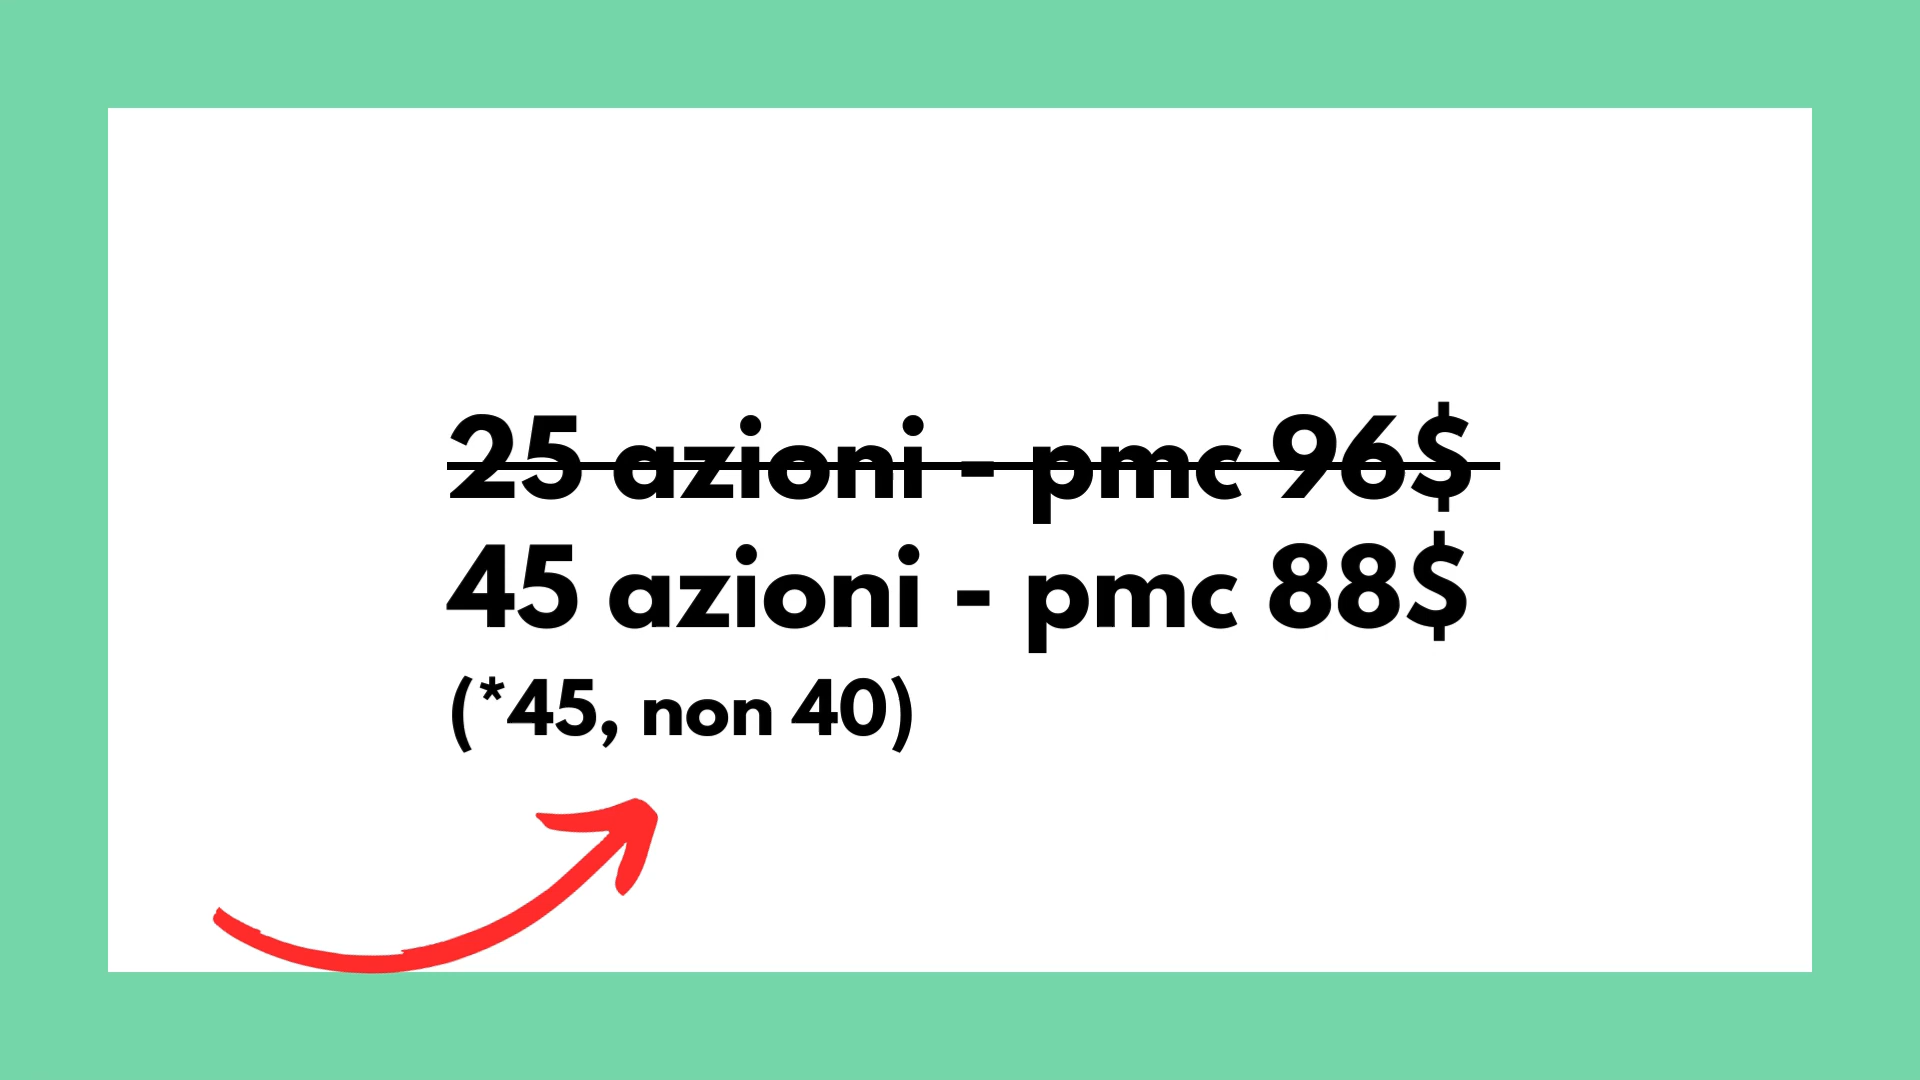 25 azioni - pmc 96$
45 azioni - pmc 88$
(*45, non 40)